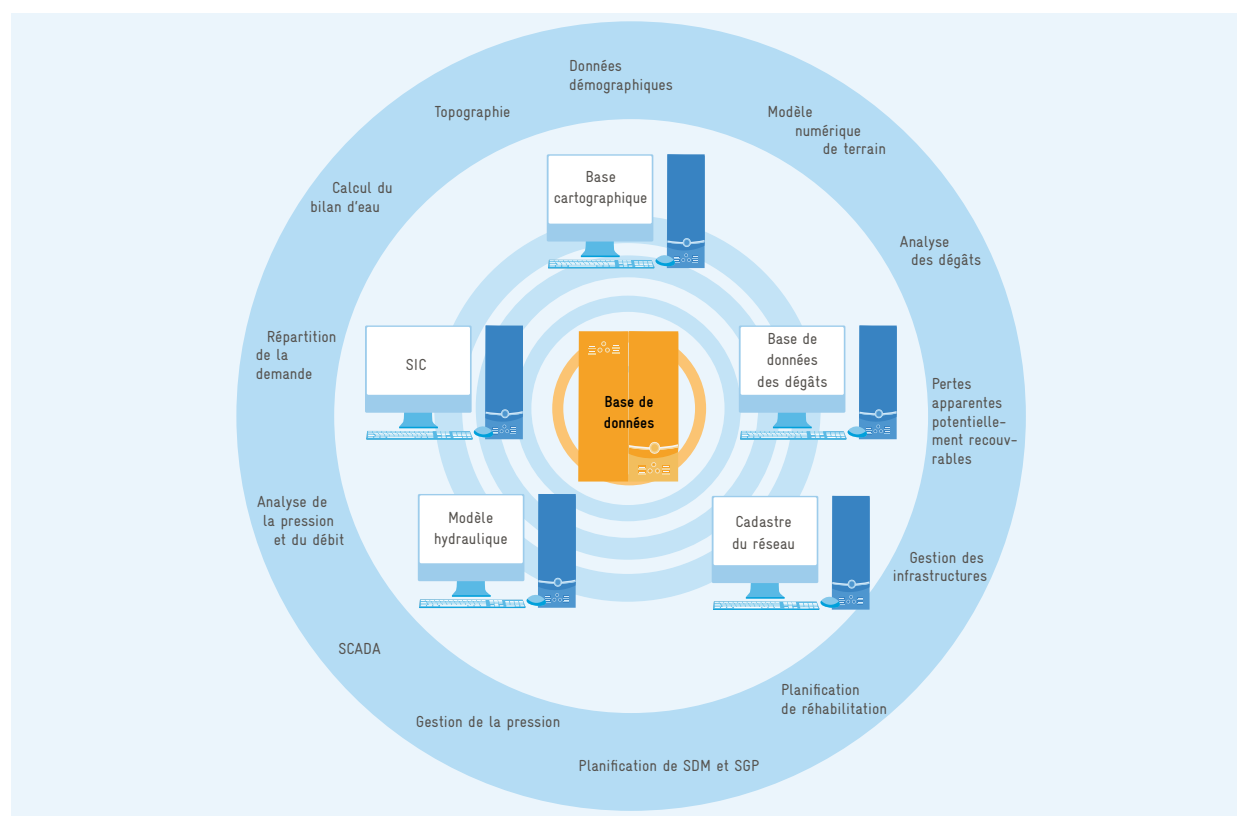 Données
démographiques
Topographie
Modèle
numérique
de terrain
Base
cartographique
Calcul du
bilan d'eau
Analyse
des dégâts
Répartition
de la
demande
SIC
Base de
données
des dégâts
Base de
données
Pertes
apparentes
potentielle-
ment recouv-
rables
Analyse de
la pression
et du débit
Modèle
hydraulique
Cadastre
du réseau
Gestion des
infrastructures
SCADA
Planification
de réhabilitation
Gestion de la pression
Planification de SDM et SGP